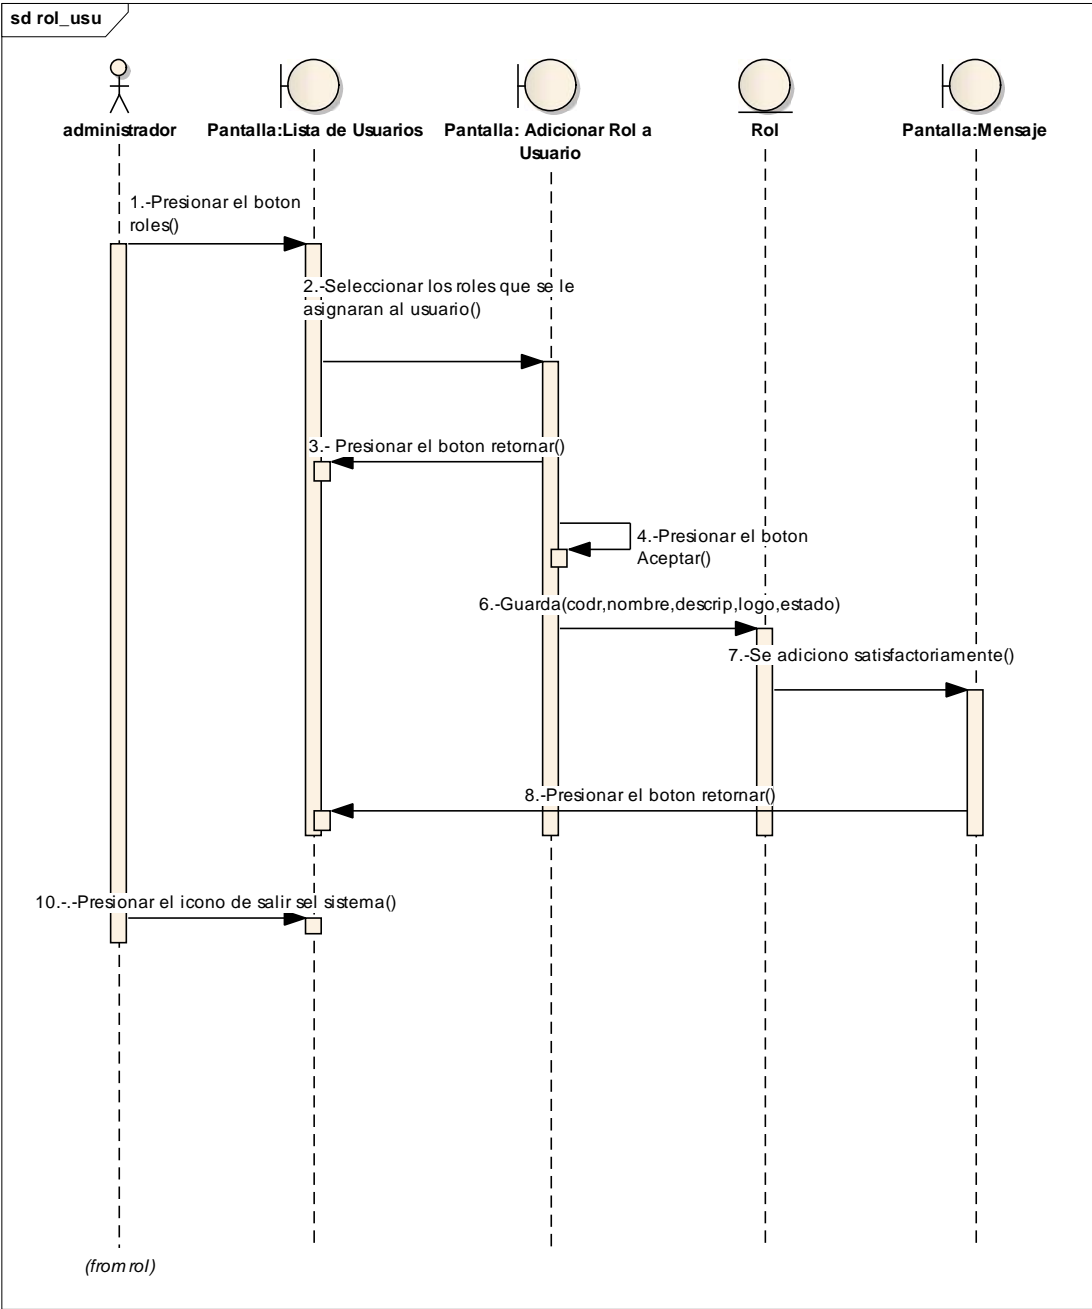 sd rol_usu
administrador
Pantalla:Lista de Usuarios
Pantalla: Adicionar Rol a
Usuario
Rol
Pantalla:Mensaje
1.-Presionar el boton
roles()
2.-Seleccionar los roles que se le
asignaran al usuario()
3.- Presionar el boton retornar()
4.-Presionar el boton
Aceptar()
6.-Guarda(codr,nombre,descrip,logo,estado)
7.-Se adiciono satisfactoriamente()
8.-Presionar el boton retornar()
10.-.-Presionar el icono de salir sel sistema()
(from rol)